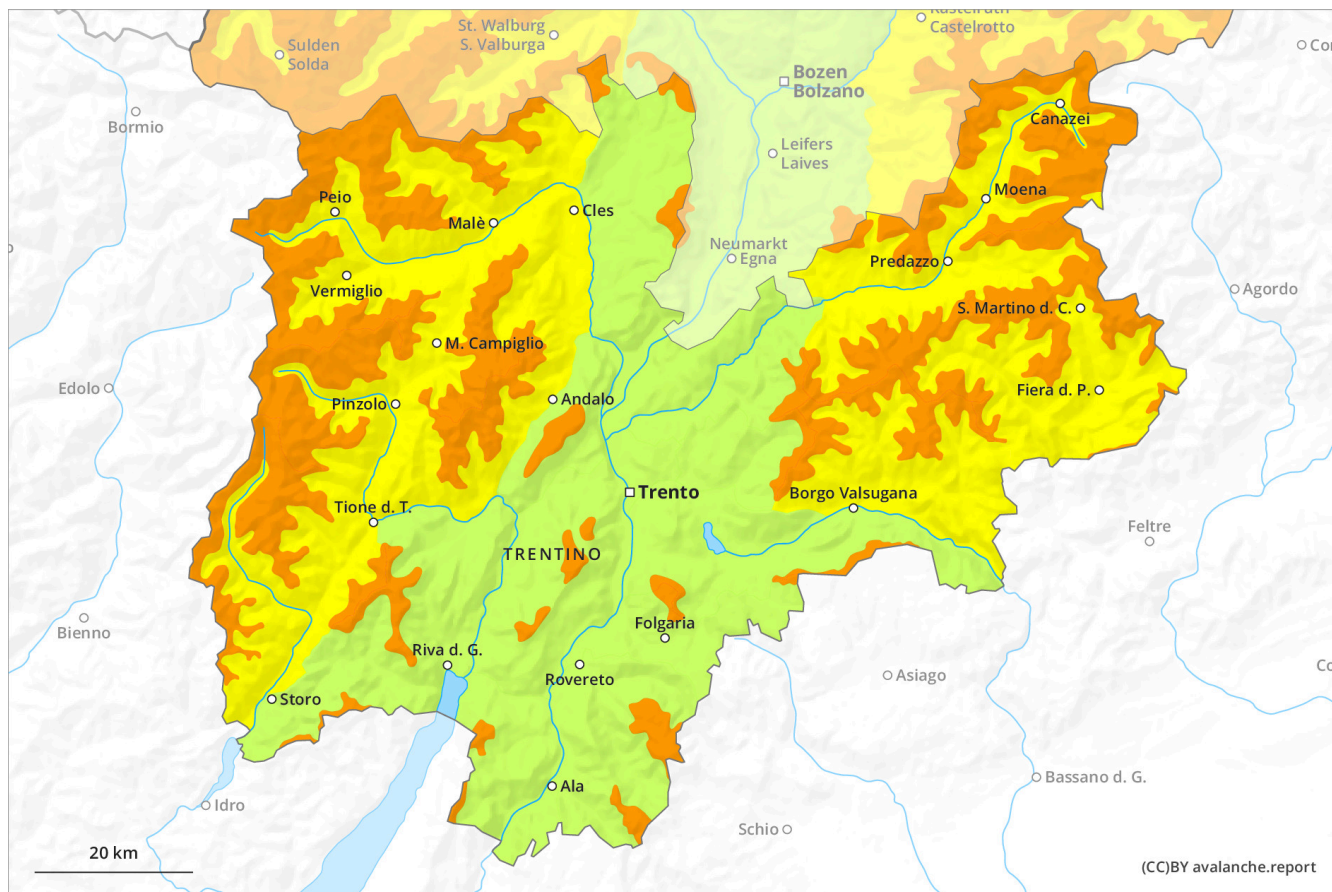 Kastelruth
Castelrotto
St. Walburg
S. Valburga
Sulden
Solda
Bozen
Bolzano
Bormio
Canazei
Leifers
Laives
Peio
Moena
Malè
Cles
Neumarkt
Egna
Predazzo
Vermiglio
Agordo
S. Martino d. C.
M. Campiglio
Edolo
Pinzolo
Andalo
Fiera d. P.
Trento
Borgo Valsugana
Tione d. T.
Feltre
TRENTINO
Bienno
Folgaria
Riva d. G.
Rovereto
Asiago
Storo
Bassano d. G.
Ala
Idro
Schio
20 km
(CC)BY avalanche.report